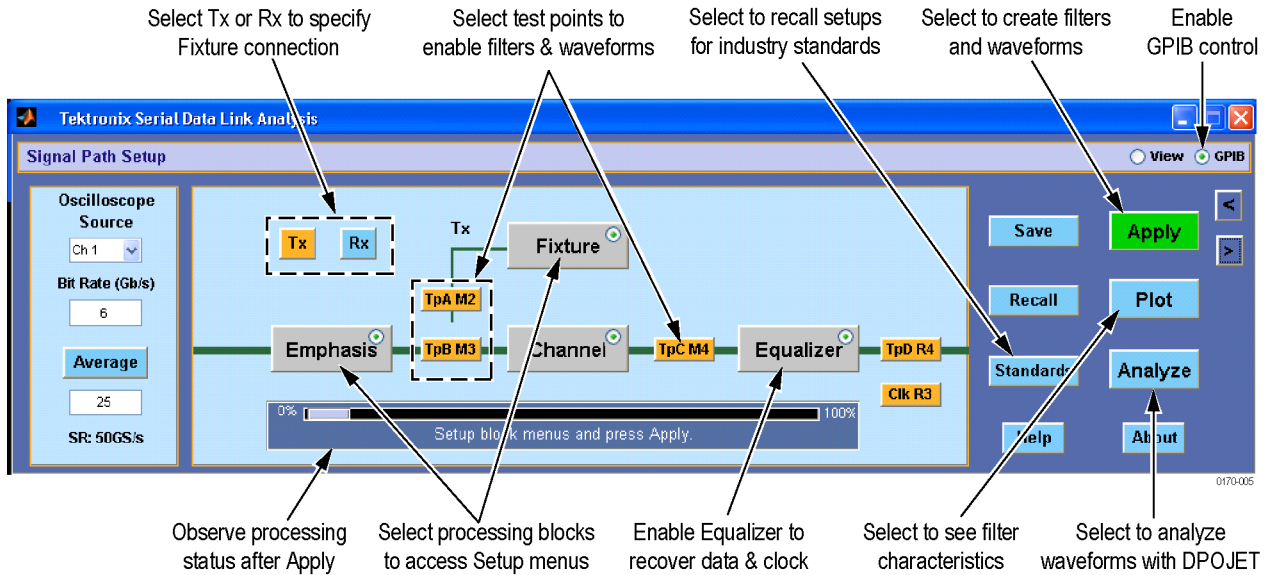 Select Tx or Rx to specify
Fixture connection
Select test points to
enable filters & waveforms
Select to recall setups
for industry standards
Select to create filters
and waveforms
Enable
GPIB control
Tektronix Serial Data Link Analysis
Signal Path Setup
View
GPIB
Oscilloscope
Source
Ch 1
Bit Rate (Gb/s)
6
Average
25
SR: 50GS/s
Tx
Rx
Tx
Fixture
TpA M2
Emphasis
TpB M3
Channel
TpC M4
Equalizer
TpD R4
Clk R3
0%
100%
Setup block menus and press Apply.
Save
Apply
<
>
Recall
Plot
Standards
Analyze
Help
About
0170-005
Observe processing
status after Apply
Select processing blocks
to access Setup menus
Enable Equalizer to
recover data & clock
Select to see filter
characteristics
Select to analyze
waveforms with DPOJET